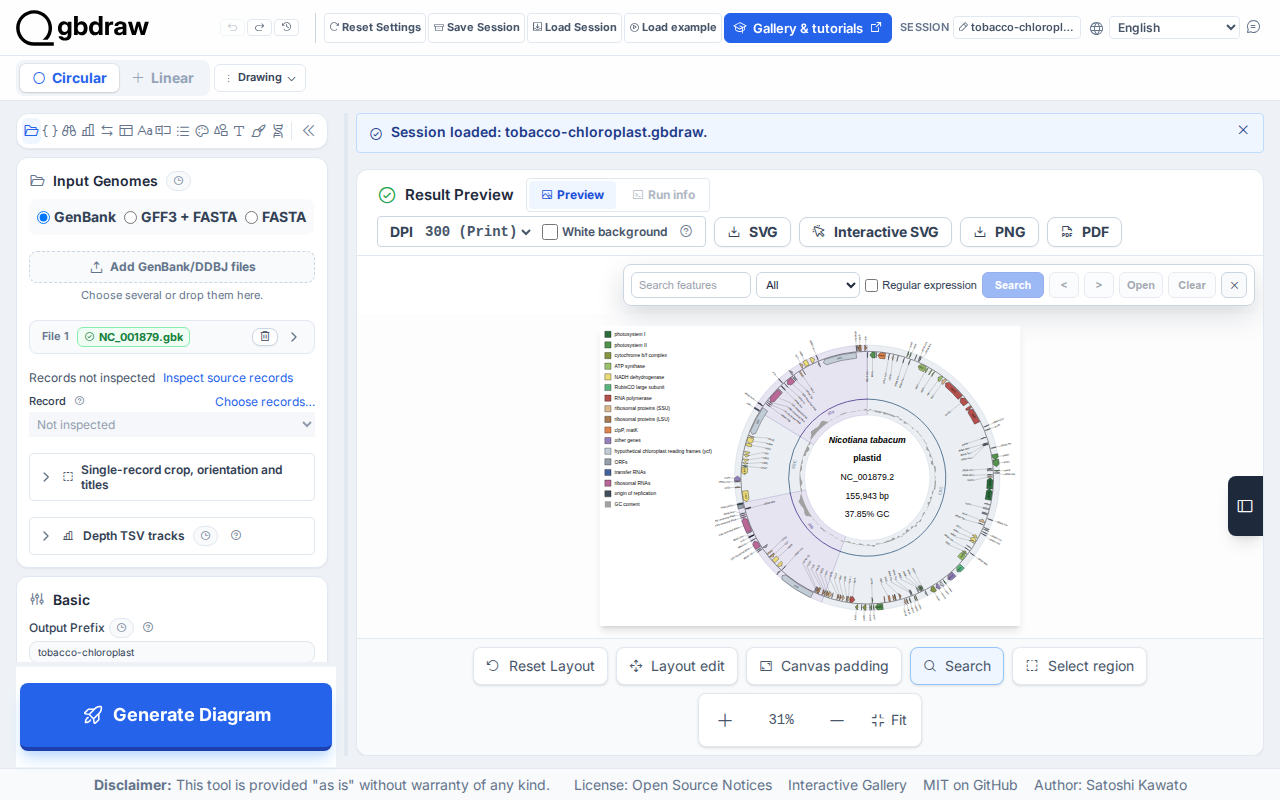 gbdraw
Reset Settings
Save Session
Load Session
Load example
Gallery & tutorials
SESSION
tobacco-chloropl...
English
Circular
Linear
Drawing
Session loaded: tobacco-chloroplast.gbdraw.
Input Genomes
GenBank
GFF3 + FASTA
FASTA
Add GenBank/DDBJ files
Choose several or drop them here.
File 1
NC_001879.gbk
Records not inspected
Inspect source records
Record
Choose records...
Not inspected
Single-record crop, orientation and
titles
Depth TSV tracks
Basic
Output Prefix
tobacco-chloroplast
Generate Diagram
Result Preview
Preview
Run info
DPI
300 (Print)
White background
SVG
Interactive SVG
PNG
PDF
Search features
All
Regular expression
Search
<
>
Open
Clear
photosystem I
photosystem II
cytochrome b/f complex
ATP synthase
NADH dehydrogenase
RubisCO large subunit
RNA polymerase
ribosomal proteins (SSU)
ribosomal proteins (LSU)
clpP, matK
other genes
hypothetical chloroplast reading frames (ycf)
ORFs
transfer RNAs
ribosomal RNAs
origin of replication
GC content
Nicotiana tabacum
plastid
NC_001879.2
155,943 bp
37.85% GC
Reset Layout
Layout edit
Canvas padding
Search
Select region
31%
Fit
Disclaimer: This tool is provided "as is" without warranty of any kind.
License: Open Source Notices
Interactive Gallery
MIT on GitHub
Author: Satoshi Kawato